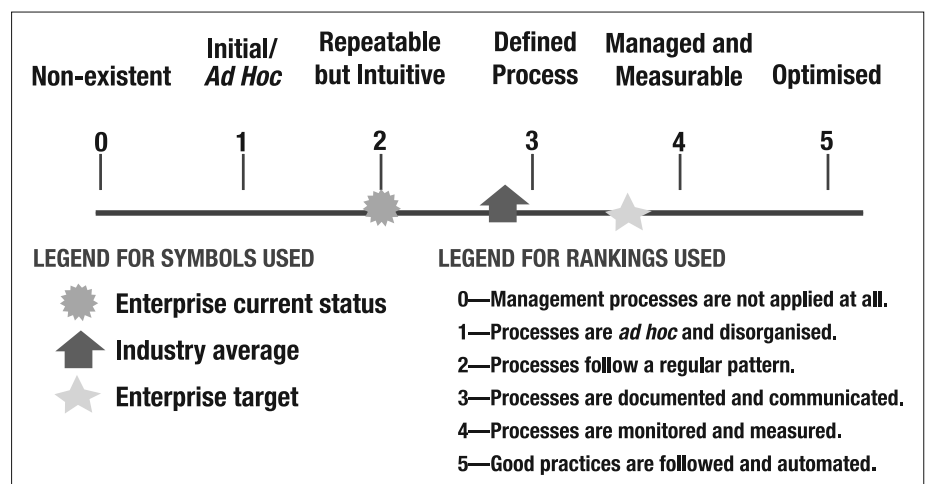 Non-existent
Initial/
Ad Hoc
Repeatable
but Intuitive
Defined
Process
Managed and
Measurable
Optimised
0 1 2 3 4 5
LEGEND FOR SYMBOLS USED
Enterprise current status
Industry average
Enterprise target
LEGEND FOR RANKINGS USED
0—Management processes are not applied at all.
1—Processes are ad hoc and disorganised.
2—Processes follow a regular pattern.
3—Processes are documented and communicated.
4—Processes are monitored and measured.
5—Good practices are followed and automated.